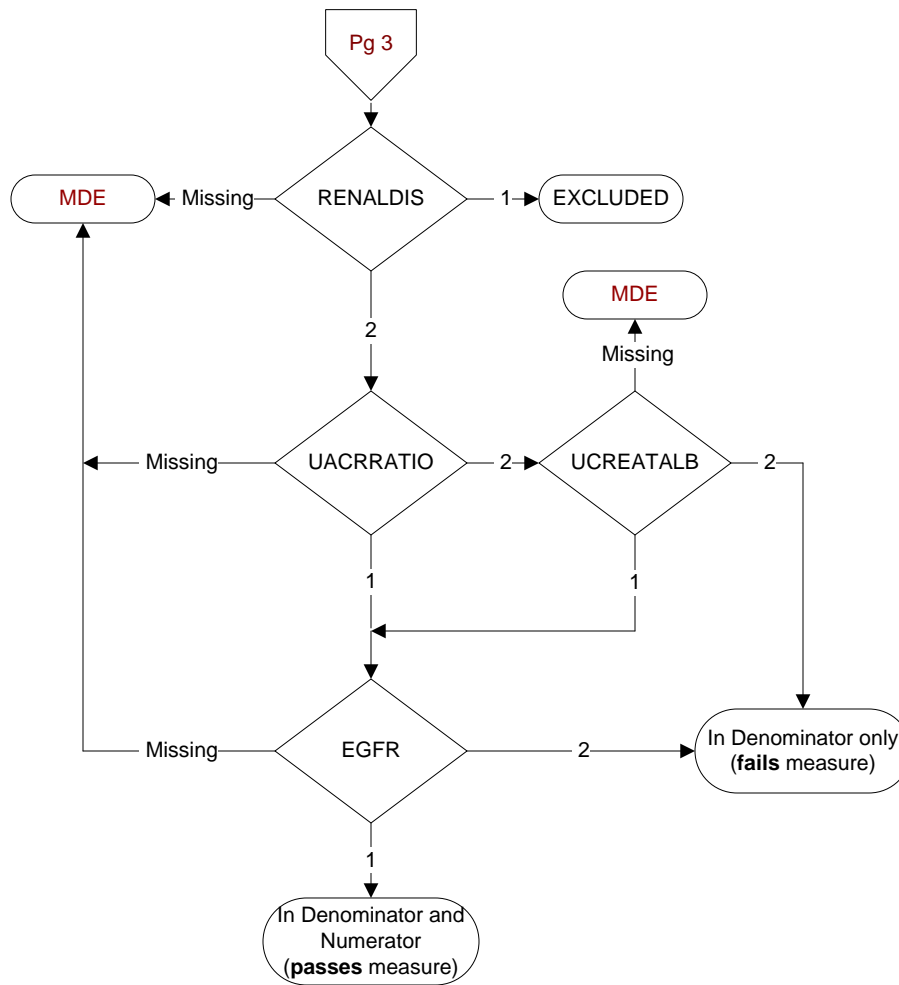 Pg 3
MDE
Missing
RENALDIS
1
EXCLUDED
2
MDE
Missing
Missing
UACRRATIO
2
UCREATALB
2
1
1
Missing
EGFR
2
In Denominator only
(fails measure)
1
In Denominator and
Numerator
(passes measure)